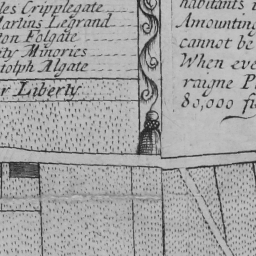 les Cripplegate
Martins Legrand
ton Folgate
ity Minories
dolph Algate
r Liberty
habitants i
Amounting
cannot be
When eve
raigne P
80,000 fi